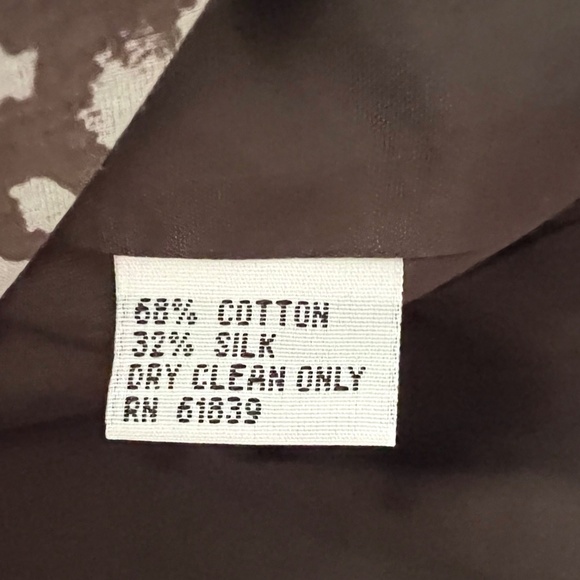 68% COTTON
32% SILK
DRY CLEAN ONLY
RN 61839